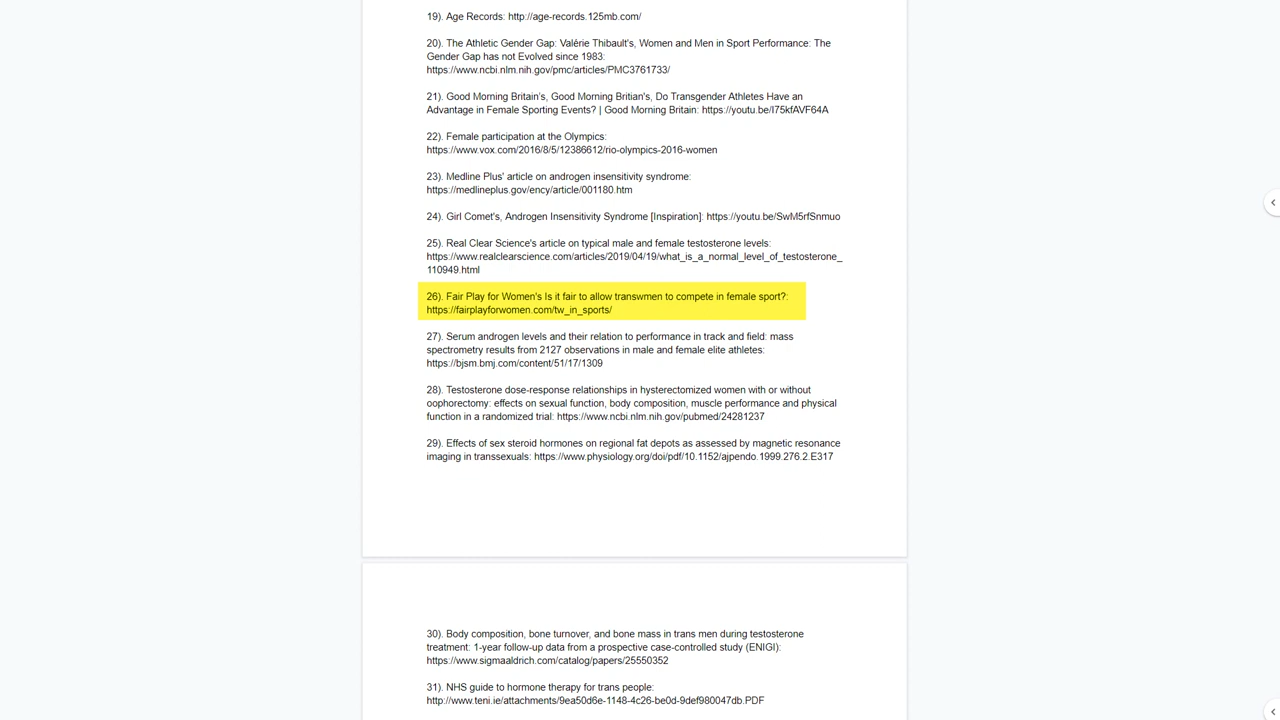 19). Age Records: http://age-records.125mb.com/
20). The Athletic Gender Gap: Valérie Thibault's, Women and Men in Sport Performance: The
Gender Gap has not Evolved since 1983:
https://www.ncbi.nlm.nih.gov/pmc/articles/PMC3761733/
21). Good Morning Britain's, Good Morning Britian's, Do Transgender Athletes Have an
Advantage in Female Sporting Events? | Good Morning Britain: https://youtu.be/I75kfAVF64A
22). Female participation at the Olympics:
https://www.vox.com/2016/8/5/12386612/rio-olympics-2016-women
23). Medline Plus' article on androgen insensitivity syndrome:
https://medlineplus.gov/ency/article/001180.htm
24). Girl Comet's, Androgen Insensitivity Syndrome [Inspiration]: https://youtu.be/SwM5rfSnmuo
25). Real Clear Science's article on typical male and female testosterone levels:
https://www.realclearscience.com/articles/2019/04/19/what_is_a_normal_level_of_testosterone_
110949.html
26). Fair Play for Women's Is it fair to allow transwmen to compete in female sport?:
https://fairplayforwomen.com/tw_in_sports/
27). Serum androgen levels and their relation to performance in track and field: mass
spectrometry results from 2127 observations in male and female elite athletes:
https://bjsm.bmj.com/content/51/17/1309
28). Testosterone dose-response relationships in hysterectomized women with or without
oophorectomy: effects on sexual function, body composition, muscle performance and physical
function in a randomized trial: https://www.ncbi.nlm.nih.gov/pubmed/24281237
29). Effects of sex steroid hormones on regional fat depots as assessed by magnetic resonance
imaging in transsexuals: https://www.physiology.org/doi/pdf/10.1152/ajpendo.1999.276.2.E317
30). Body composition, bone turnover, and bone mass in trans men during testosterone
treatment: 1-year follow-up data from a prospective case-controlled study (ENIGI):
https://www.sigmaaldrich.com/catalog/papers/25550352
31). NHS guide to hormone therapy for trans people:
http://www.teni.ie/attachments/9ea50d6e-1148-4c26-be0d-9def980047db.PDF